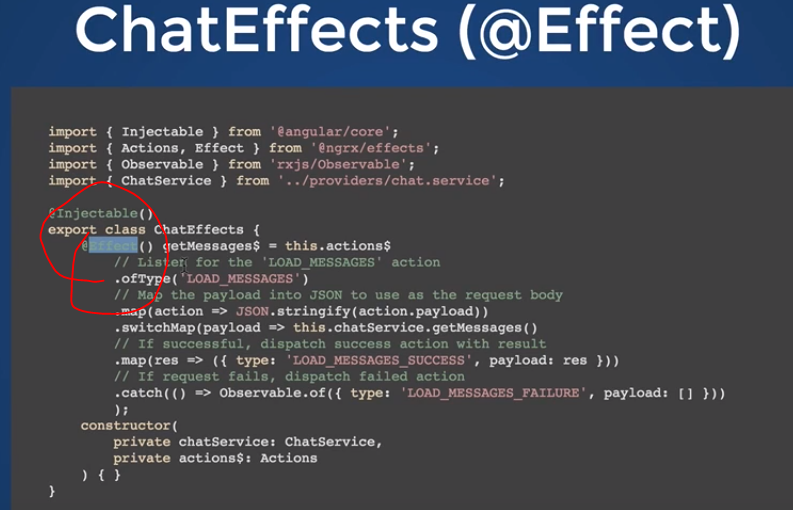 ChatEffects (@Effect)
import { Injectable } from '@angular/core';
import { Actions, Effect } from '@ngrx/effects';
import { Observable } from 'rxjs/Observable';
import { ChatService } from '../providers/chat.service';
@Injectable()
export class ChatEffects {
@Effect() getMessages$ = this.actions$
// Listen for the 'LOAD_MESSAGES' action
.ofType('LOAD_MESSAGES')
// Map the payload into JSON to use as the request body
.map(action => JSON.stringify(action.payload))
.switchMap(payload => this.chatService.getMessages()
// If successful, dispatch success action with result
.map(res => ({ type: 'LOAD_MESSAGES_SUCCESS', payload: res }))
// If request fails, dispatch failed action
.catch(() => Observable.of({ type: 'LOAD_MESSAGES_FAILURE', payload: [] }))
);
constructor(
private chatService: ChatService,
private actions$: Actions
) { }
}